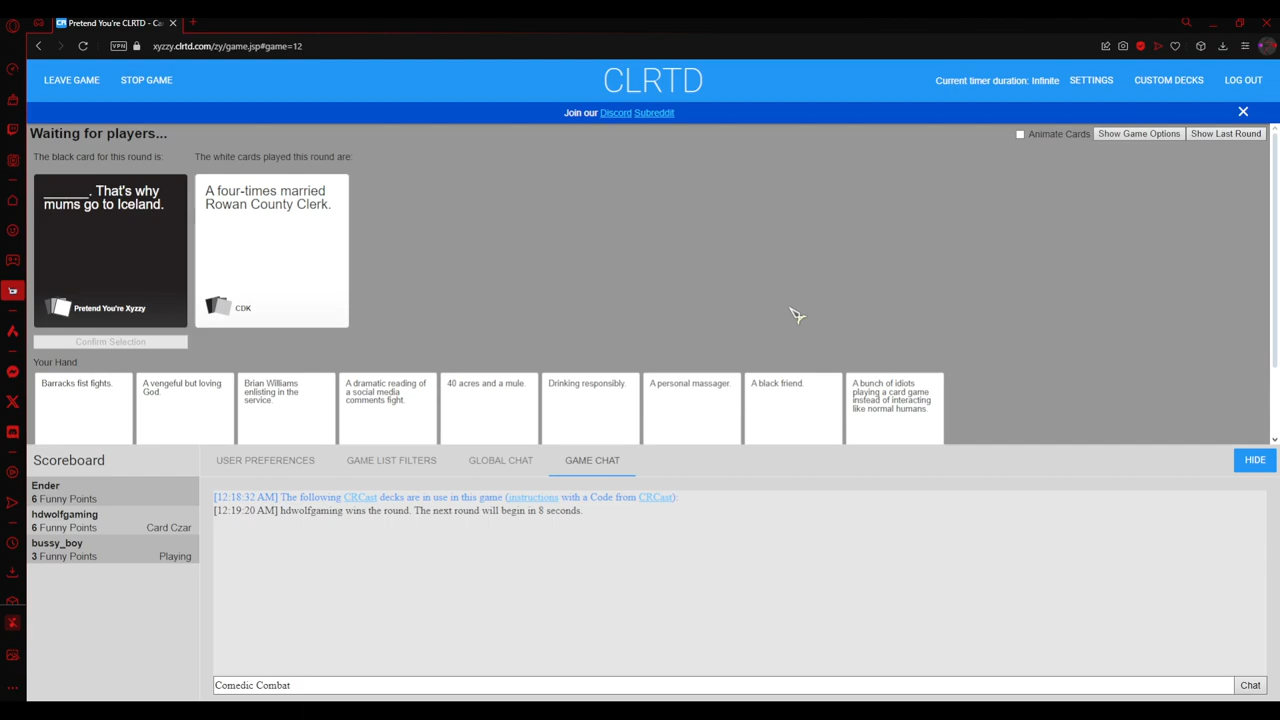 Pretend You're CLRTD - Ca
VPN
xyzzy.clrtd.com/zy/game.jsp#game=12
LEAVE GAME
STOP GAME
CLRTD
Current timer duration: Infinite
SETTINGS
CUSTOM DECKS
LOG OUT
Join our Discord Subreddit
Waiting for players...
Animate Cards
Show Game Options
Show Last Round
The black card for this round is:
The white cards played this round are:
______. That's why
mums go to Iceland.
Pretend You're Xyzzy
A four-times married
Rowan County Clerk.
CDK
Confirm Selection
Your Hand
Barracks fist fights.
A vengeful but loving
God.
Brian Williams
enlisting in the
service.
A dramatic reading of
a social media
comments fight.
40 acres and a mule.
Drinking responsibly.
A personal massager.
A black friend.
A bunch of idiots
playing a card game
instead of interacting
like normal humans.
Scoreboard
USER PREFERENCES
GAME LIST FILTERS
GLOBAL CHAT
GAME CHAT
HIDE
Ender
6 Funny Points
hdwolfgaming
6 Funny Points
Card Czar
bussy_boy
3 Funny Points
Playing
[12:18:32 AM] The following CRCast decks are in use in this game (instructions with a Code from CRCast):
[12:19:20 AM] hdwolfgaming wins the round. The next round will begin in 8 seconds.
Comedic Combat
Chat